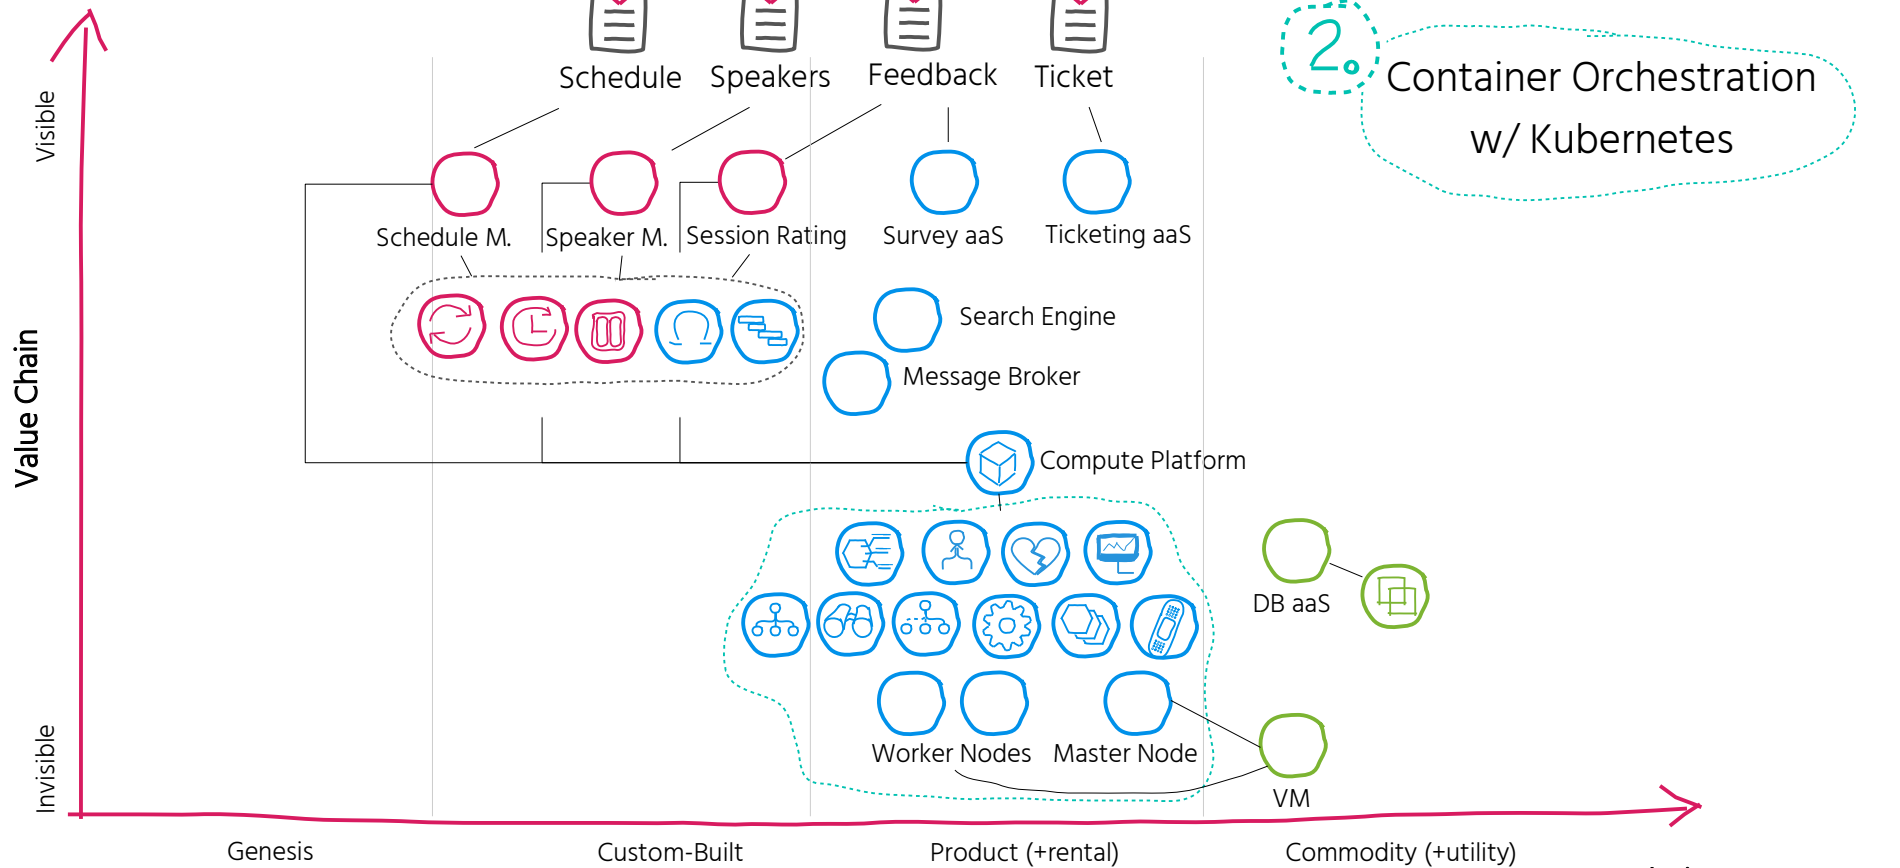 Schedule
Speakers
Feedback
Ticket
2.
Container Orchestration
w/ Kubernetes
Visible
Schedule M.
Speaker M.
Session Rating
Survey aaS
Ticketing aaS
Search Engine
Message Broker
Value Chain
Compute Platform
DB aaS
Worker Nodes
Master Node
Invisible
VM
Genesis
Custom-Built
Product (+rental)
Commodity (+utility)